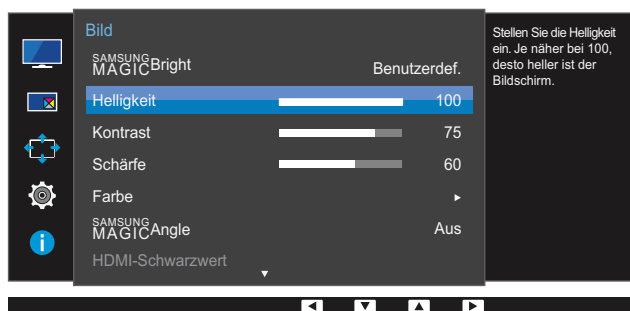 Bild
SAMSUNG MAGICBright Benutzerdef.
Helligkeit 100
Kontrast 75
Schärfe 60
Farbe
SAMSUNG MAGICAngle Aus
HDMI-Schwarzwert
Stellen Sie die Helligkeit
ein. Je näher bei 100,
desto heller ist der
Bildschirm.